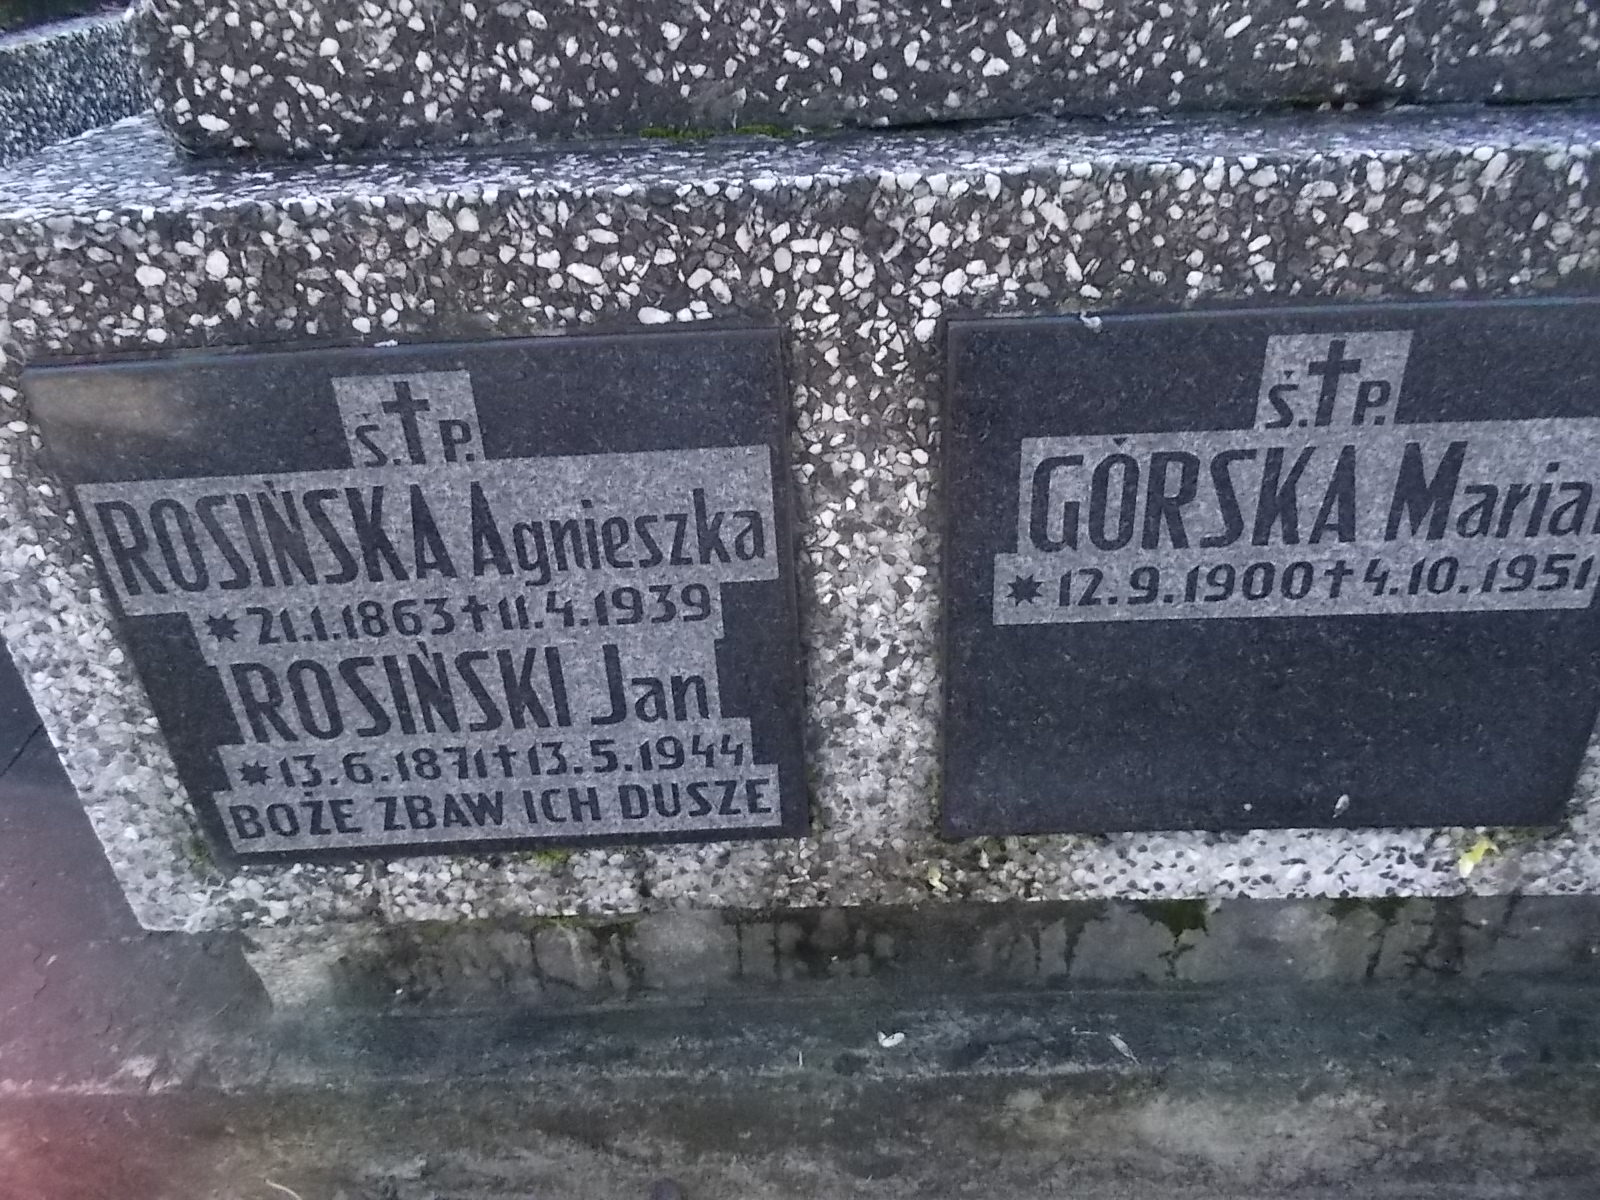 Ś.†P.
ROSIŃSKA Agnieszka
* 21.1.1863 † 11.4.1939
ROSIŃSKI Jan
* 13.6.1871 † 13.5.1944
BOŻE ZBAW ICH DUSZE
Ś.†P.
GÓRSKA Maria
* 12.9.1900 † 4.10.1951